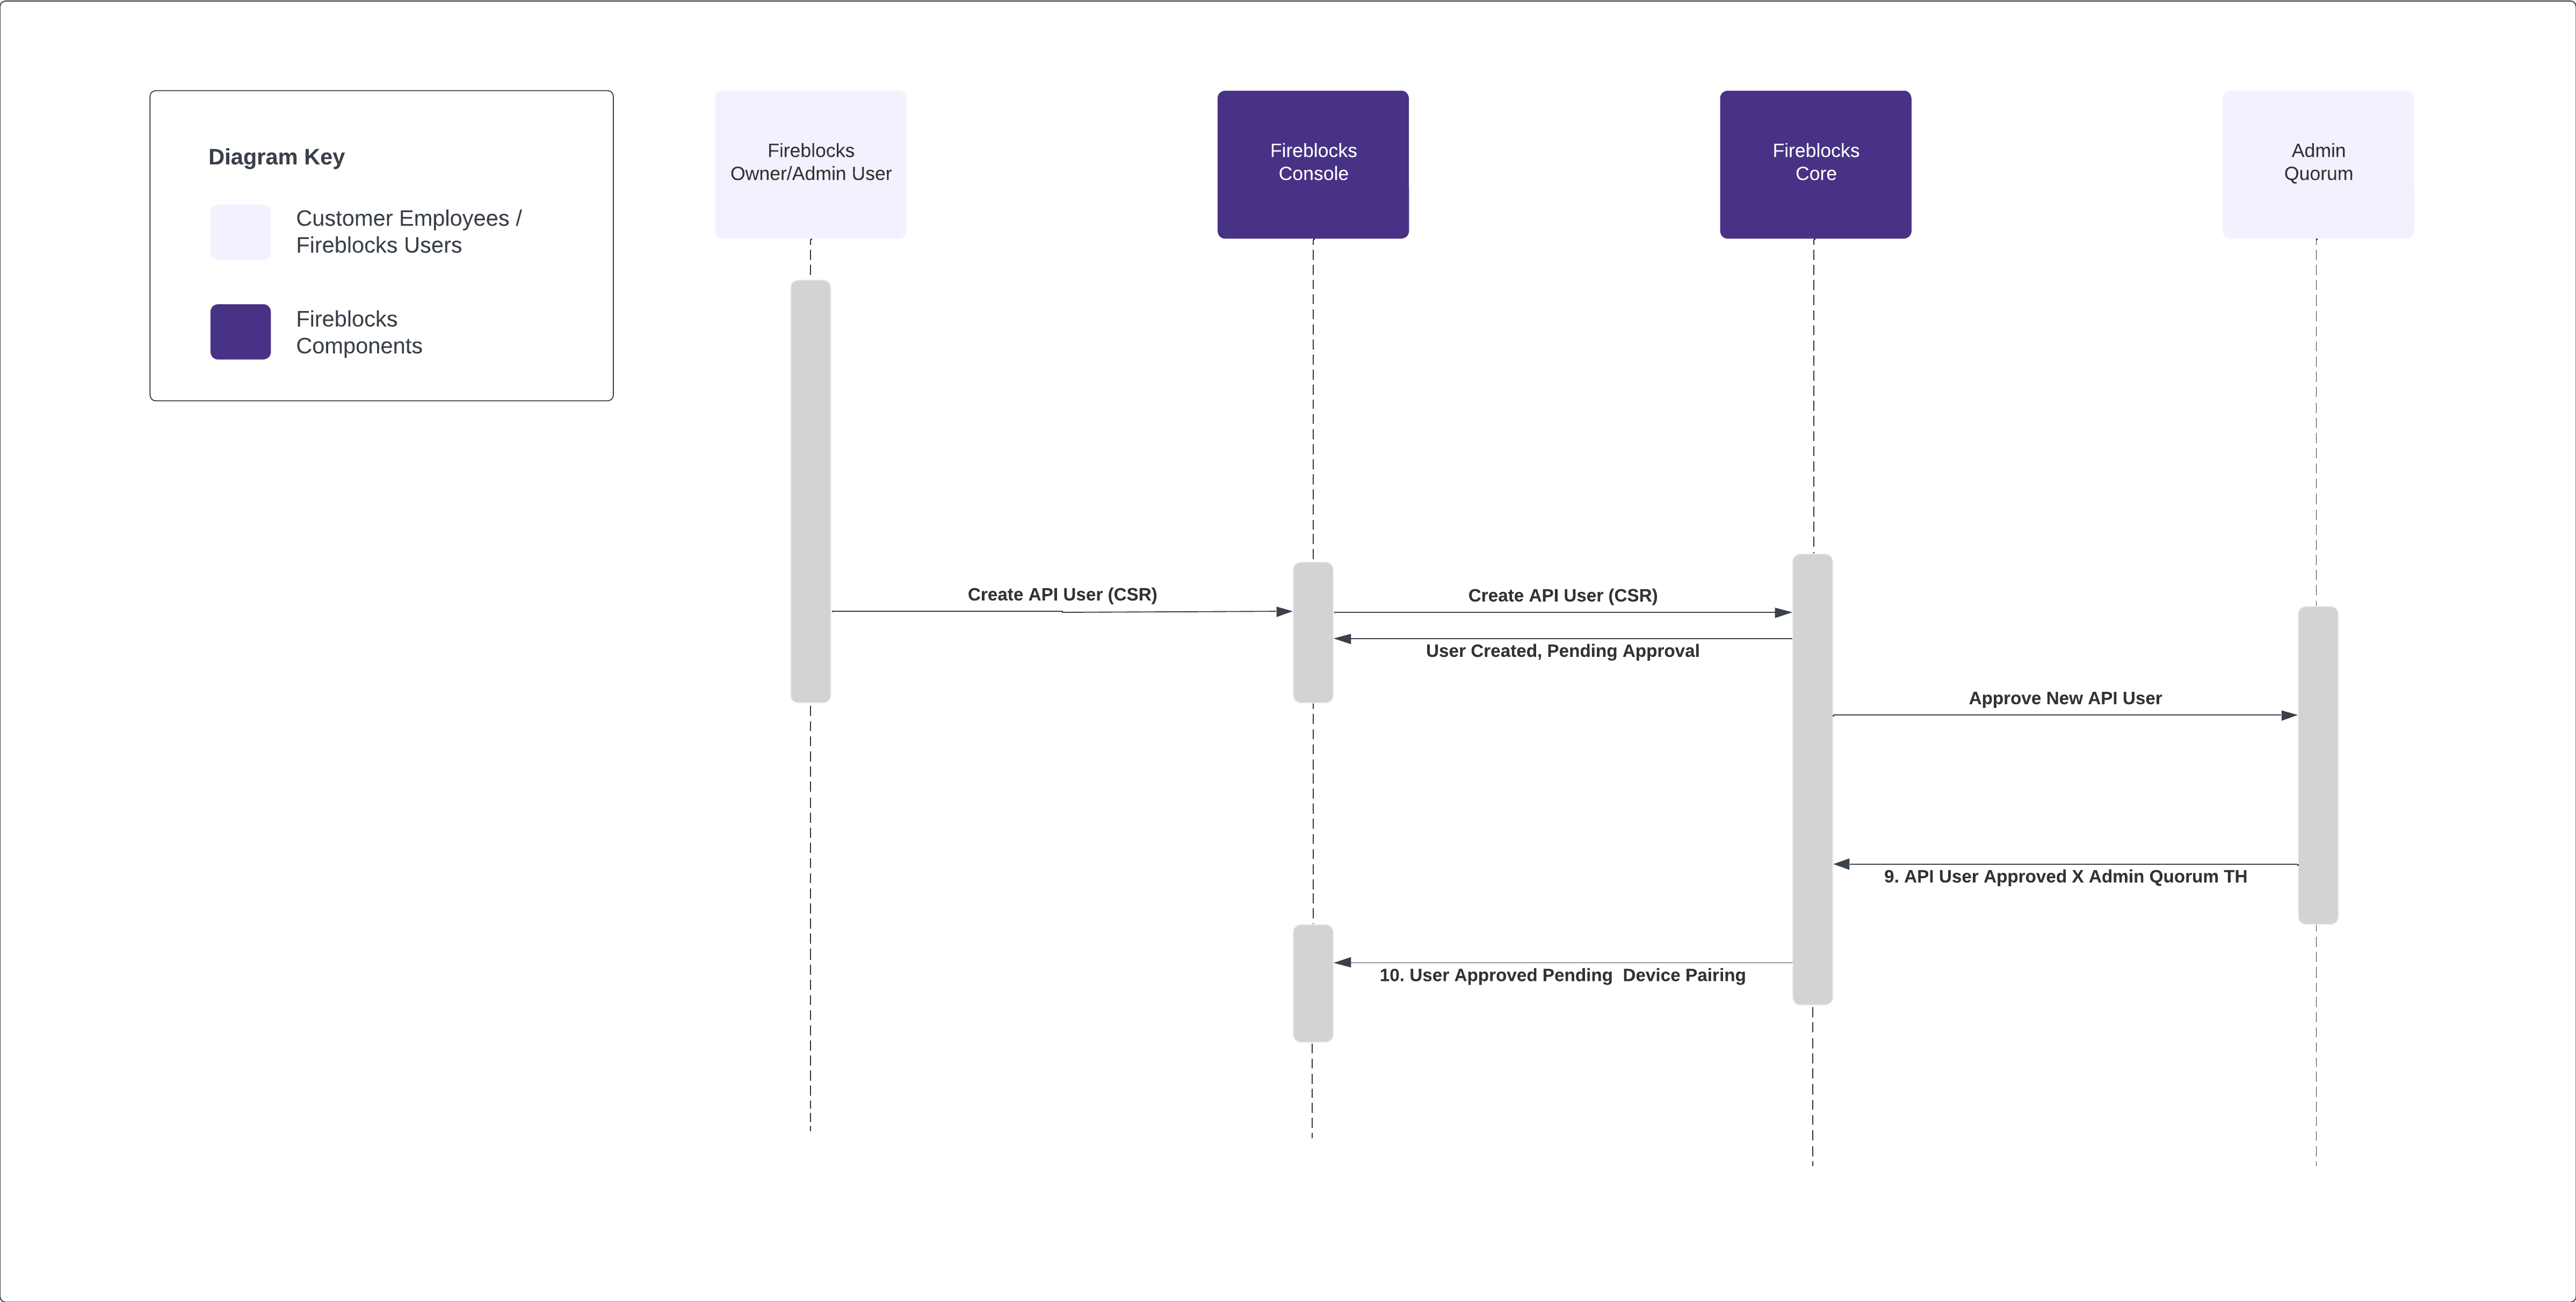 Diagram Key
Customer Employees /
Fireblocks Users
Fireblocks
Components
Fireblocks
Owner/Admin User
Fireblocks
Console
Fireblocks
Core
Admin
Quorum
Create API User (CSR)
Create API User (CSR)
User Created, Pending Approval
Approve New API User
9. API User Approved X Admin Quorum TH
10. User Approved Pending  Device Pairing